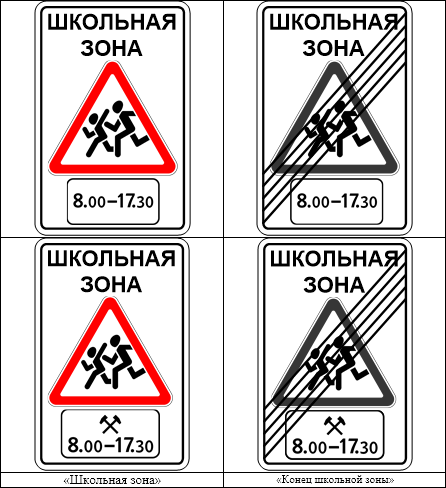 ШКОЛЬНАЯ
ЗОНА
8.00–17.30
ШКОЛЬНАЯ
ЗОНА
8.00–17.30
ШКОЛЬНАЯ
ЗОНА
8.00–17.30
ШКОЛЬНАЯ
ЗОНА
8.00–17.30
«Школьная зона»
«Конец школьной зоны»